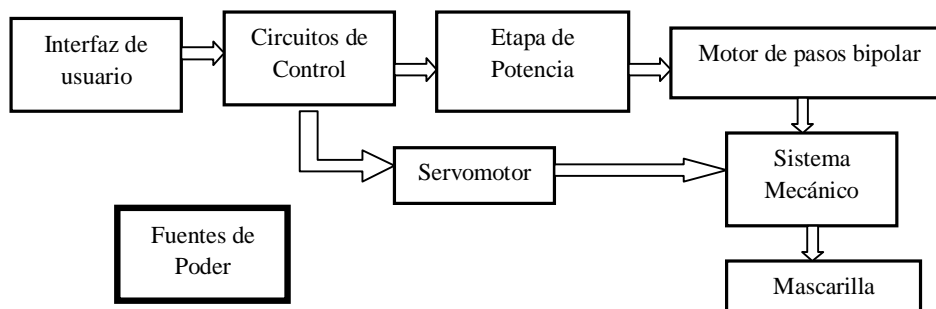 Interfaz de
usuario
Circuitos de
Control
Etapa de
Potencia
Motor de pasos bipolar
Servomotor
Sistema
Mecánico
Fuentes de
Poder
Mascarilla